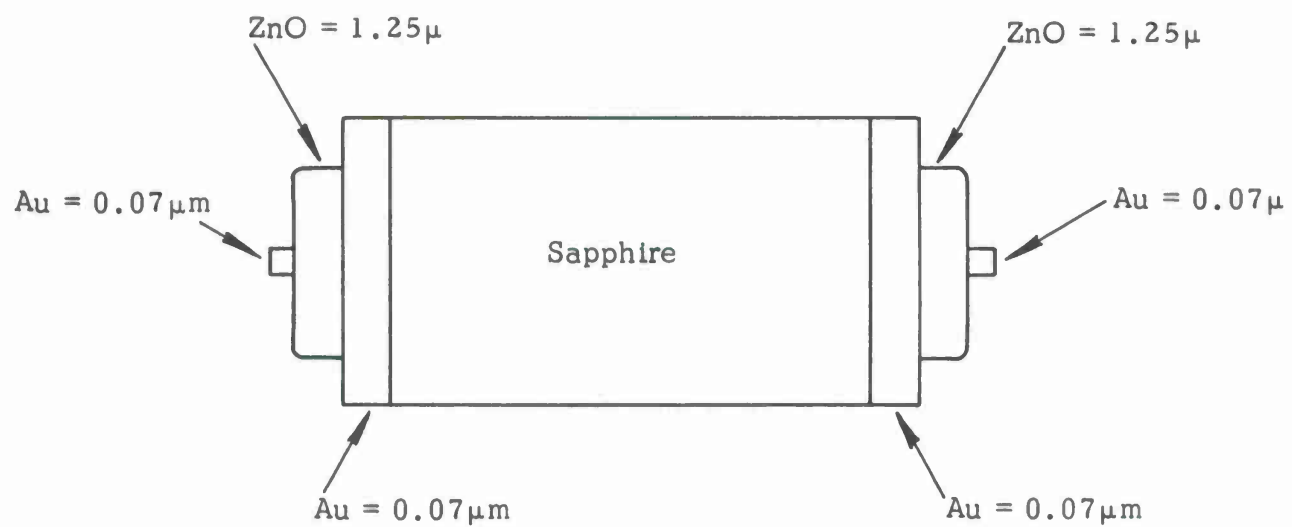 ZnO = 1.25μ
ZnO = 1.25μ
Au = 0.07μm
Au = 0.07μ
Sapphire
Au = 0.07μm
Au = 0.07μm